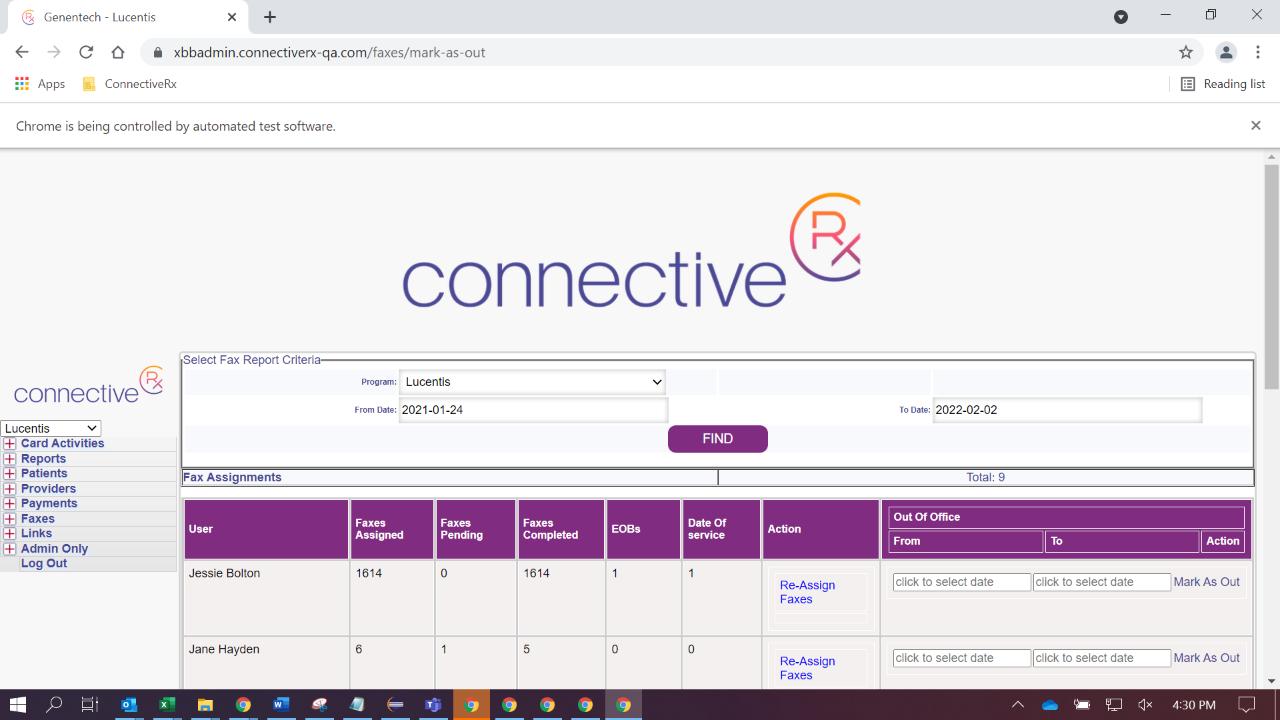 Genentech - Lucentis
xbbadmin.connectiverx-qa.com/faxes/mark-as-out
Apps
ConnectiveRx
Reading list
Chrome is being controlled by automated test software.
connective Rx
connective Rx
Lucentis
Card Activities
Reports
Patients
Providers
Payments
Faxes
Links
Admin Only
Log Out
Select Fax Report Criteria
Program: Lucentis
From Date: 2021-01-24 To Date: 2022-02-02
FIND
Fax Assignments Total: 9
User Faxes Assigned Faxes Pending Faxes Completed EOBs Date Of service Action Out Of Office
From To Action
Jessie Bolton 1614 0 1614 1 1 Re-Assign Faxes click to select date click to select date Mark As Out
Jane Hayden 6 1 5 0 0 Re-Assign Faxes click to select date click to select date Mark As Out
4:30 PM